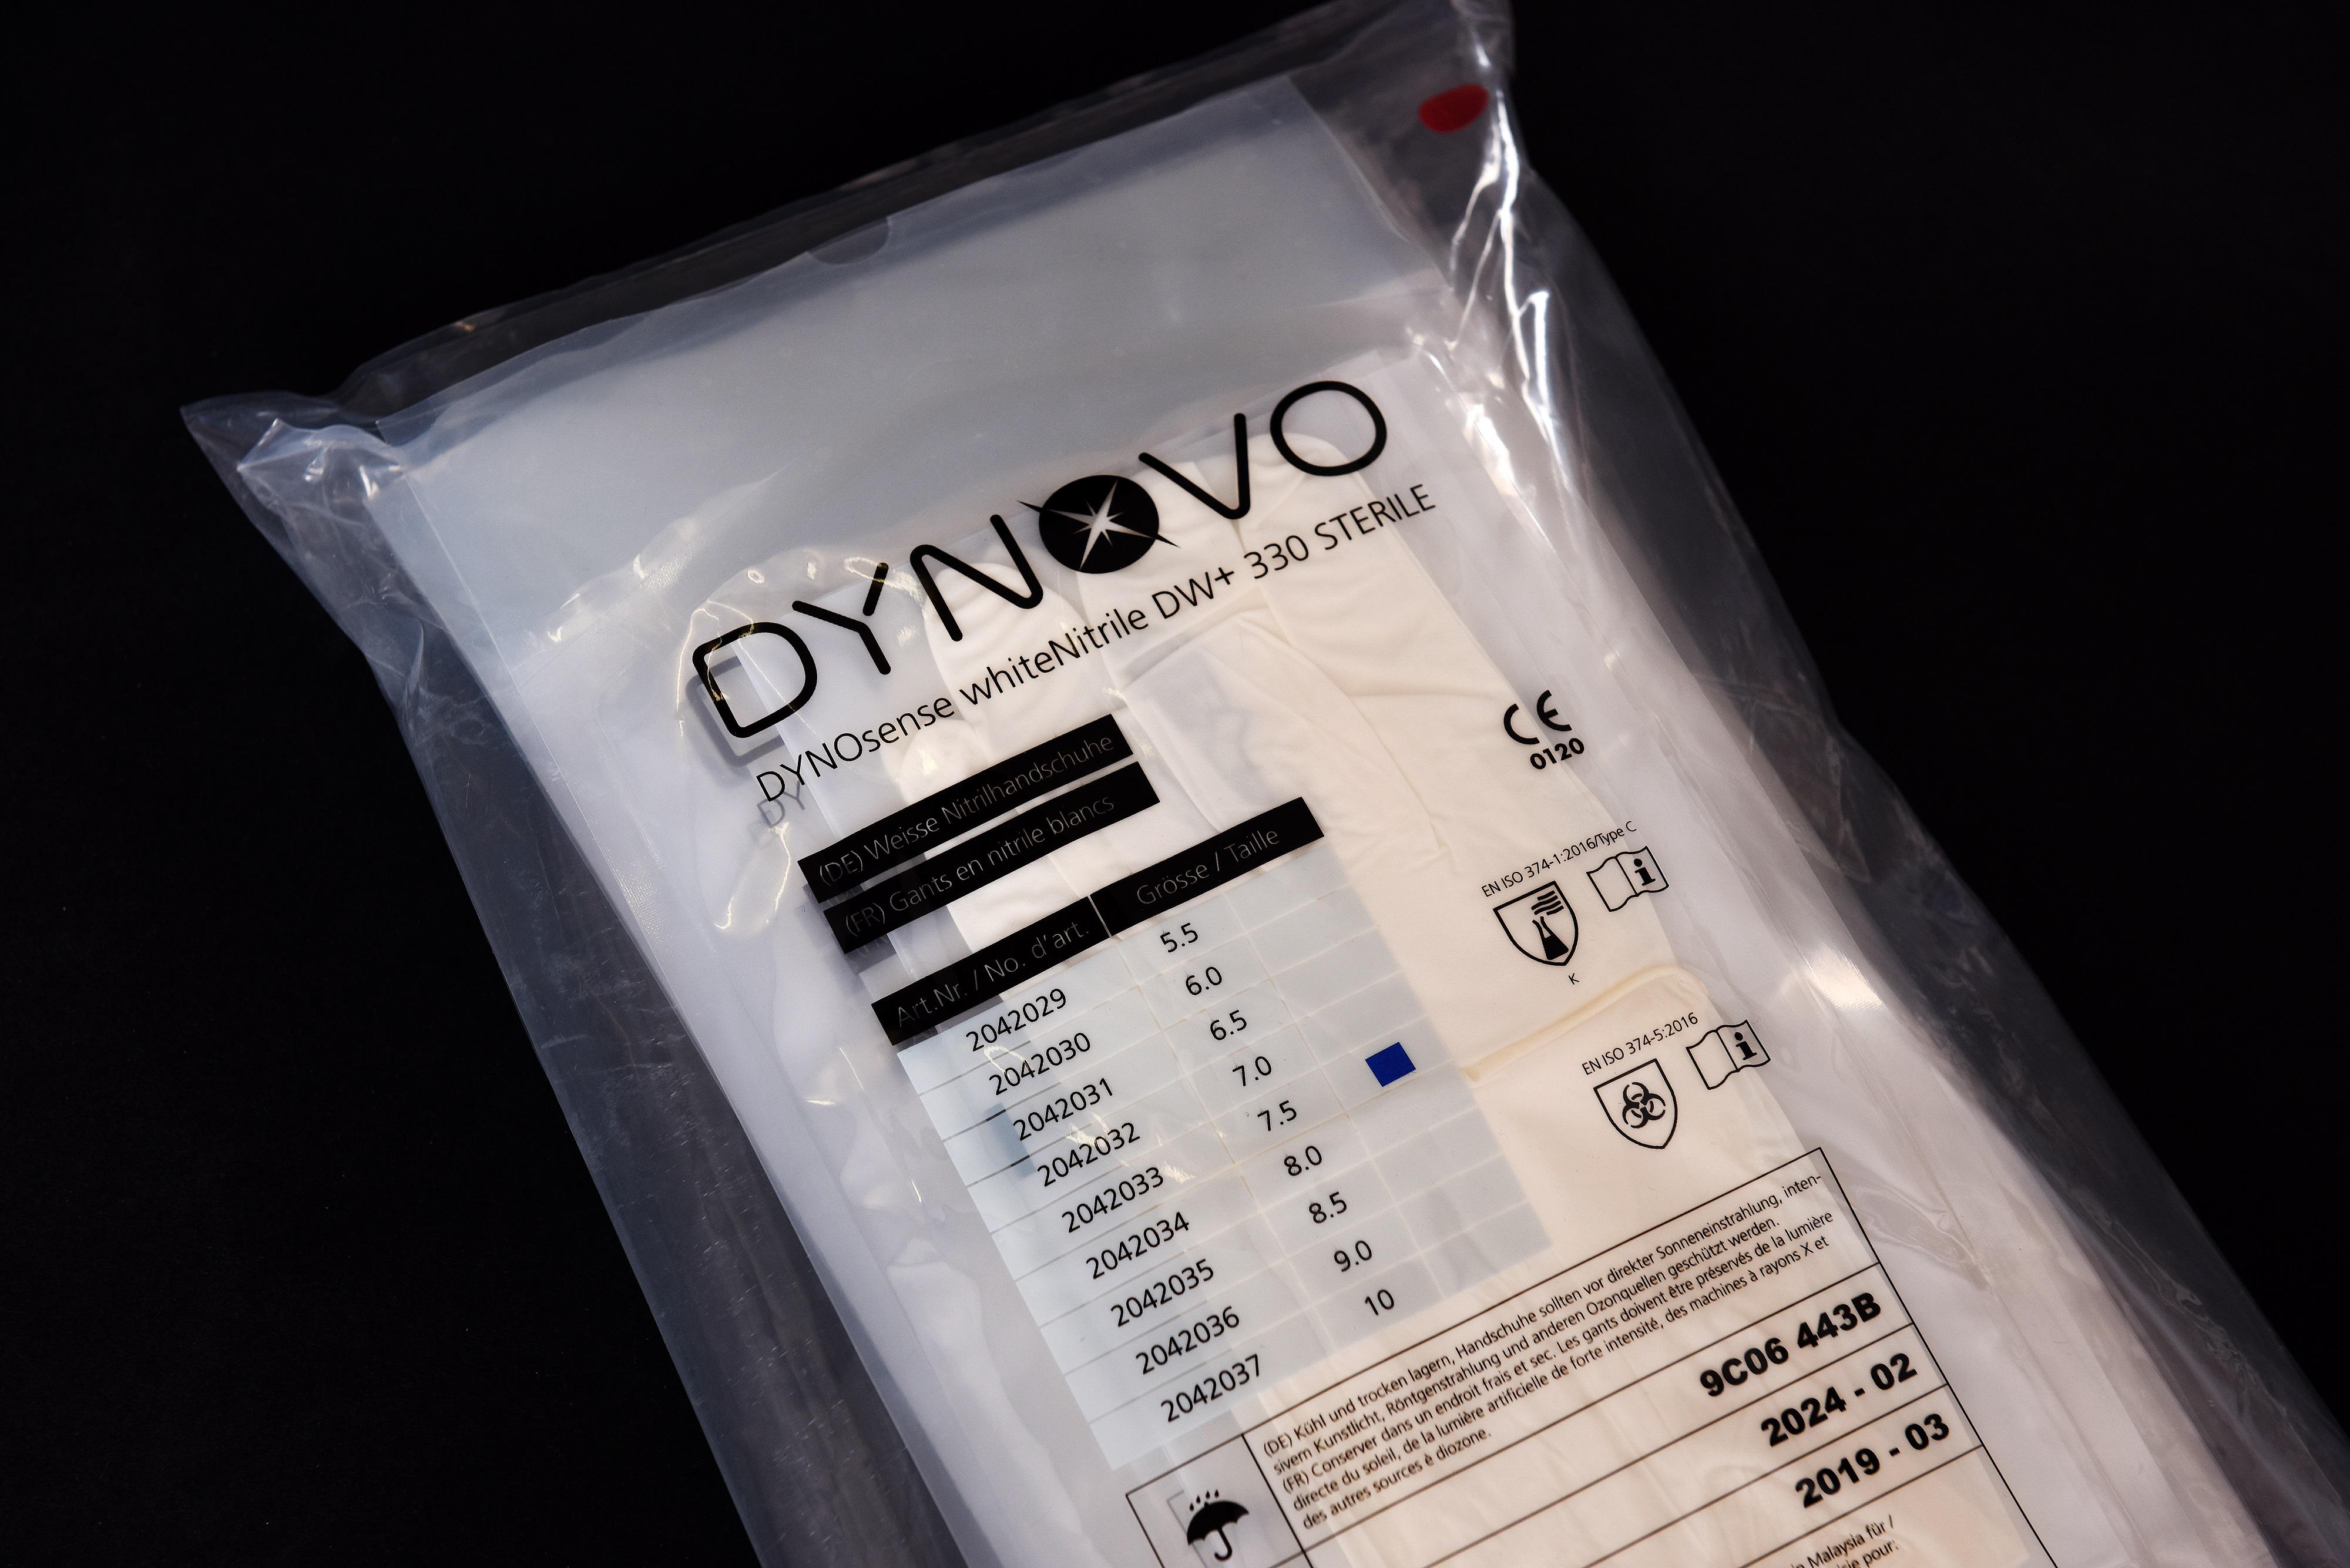 DYNOVO
DYNOsense whiteNitrile DW+ 330 STERILE
(DE) Weisse Nitrilhandschuhe
(FR) Gants en nitrile blancs
CE
0120
Art.Nr. / No. d'art. Grösse / Taille
2042029 5.5
2042030 6.0
2042031 6.5
2042032 7.0
2042033 7.5
2042034 8.0
2042035 8.5
2042036 9.0
2042037 10
EN ISO 374-1:2016/Type C
i
K
EN ISO 374-5:2016
i
(DE) Kühl und trocken lagern, Handschuhe sollten vor direkter Sonneneinstrahlung, inten-
sivem Kunstlicht, Röntgenstrahlung und anderen Ozonquellen geschützt werden.
(FR) Conserver dans un endroit frais et sec. Les gants doivent être préservés de la lumière
directe du soleil, de la lumière artificielle de forte intensité, des machines à rayons X et
des autres sources è diozone.
9C06 443B
2024 - 02
2019 - 03
Malaysia für /
pour: